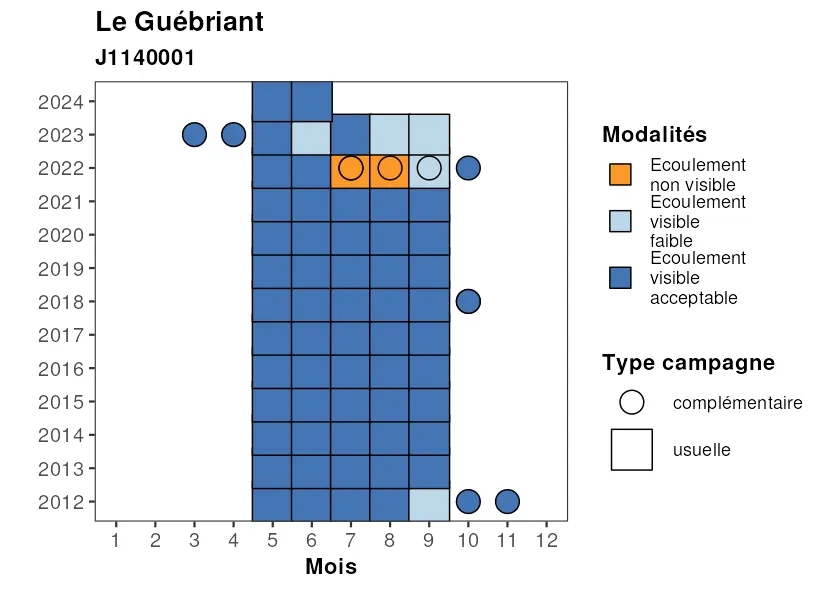 Le Guébriant
J1140001
2024
2023
2022
2021
2020
2019
2018
2017
2016
2015
2014
2013
2012
1 2 3 4 5 6 7 8 9 10 11 12
Mois
Modalités
Ecoulement
non visible
Ecoulement
visible
faible
Ecoulement
visible
acceptable
Type campagne
complémentaire
usuelle